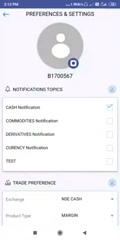 3:10 PM
PREFERENCES & SETTINGS
B1700567
NOTIFICATIONS TOPICS
CASH Notification
COMMODITIES Notification
DERIVATIVES Notification
CURENCY Notification
TEST
TRADE PREFERENCE
Exchange NSE CASH
Product Type MARGIN